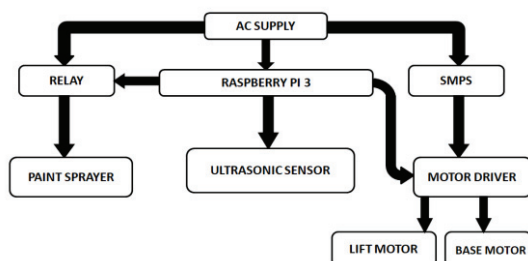 AC SUPPLY
RELAY
RASPBERRY PI 3
SMPS
PAINT SPRAYER
ULTRASONIC SENSOR
MOTOR DRIVER
LIFT MOTOR
BASE MOTOR